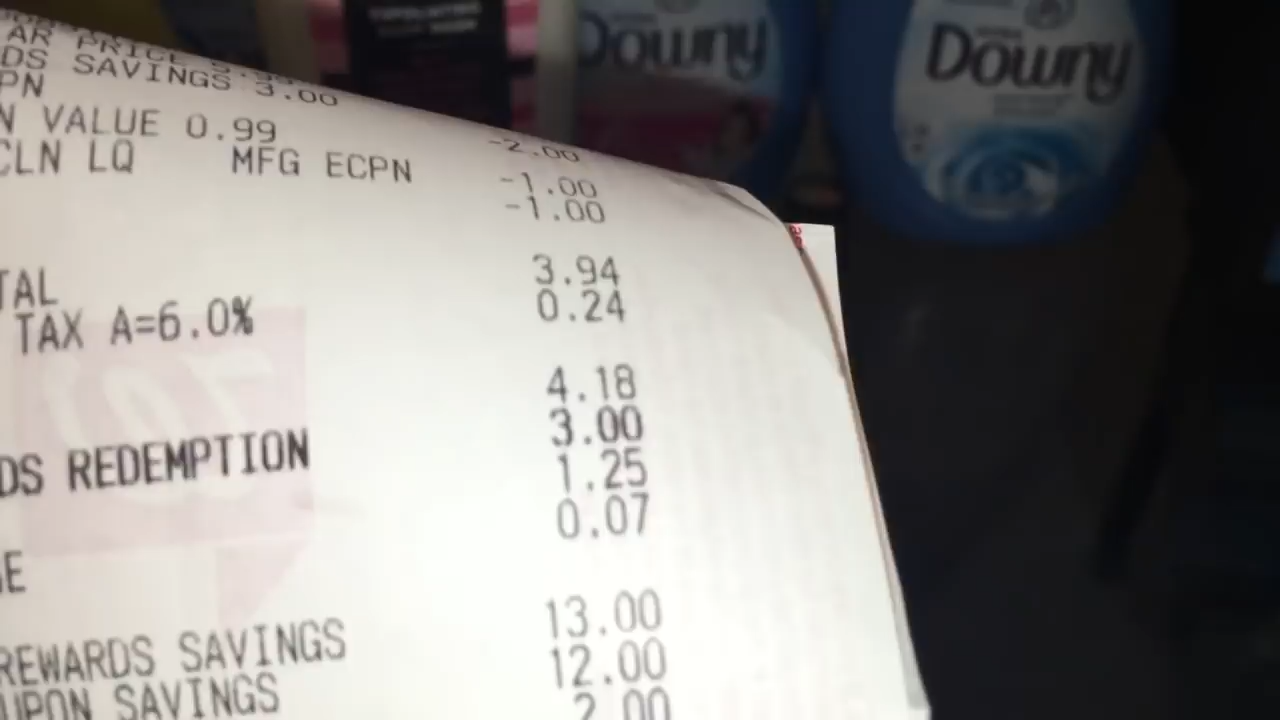 AR PRICE
DS SAVINGS 3.00
PN -2.00
N VALUE 0.99
CLN LQ MFG ECPN -1.00
-1.00
TAL 3.94
TAX A=6.0% 0.24
4.18
DS REDEMPTION 3.00
1.25
0.07
GE
13.00
REWARDS SAVINGS 12.00
UPON SAVINGS 2.00
Downy
Downy